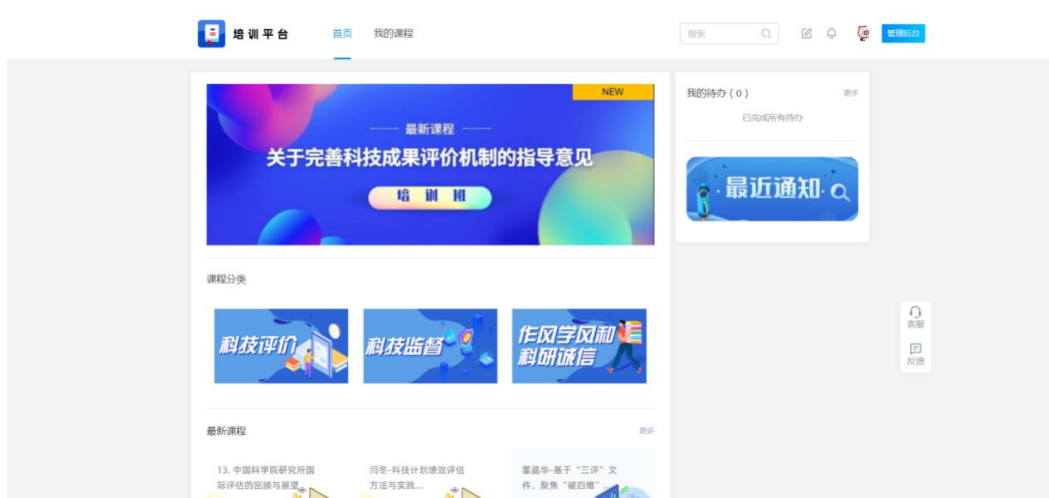 培训平台
首页
我的课程
搜索
管理后台
NEW
最新课程
关于完善科技成果评价机制的指导意见
培训班
我的待办（0）
更多
已完成所有待办
最近通知
课程分类
科技评价
科技监督
作风学风和
科研诚信
客服
反馈
最新课程
更多
13. 中国科学院研究所国
际评估的回顾与展望
闫冬-科技计划绩效评估
方法与实践...
董晶华-基于“三评”文
件、聚焦“破四维”...